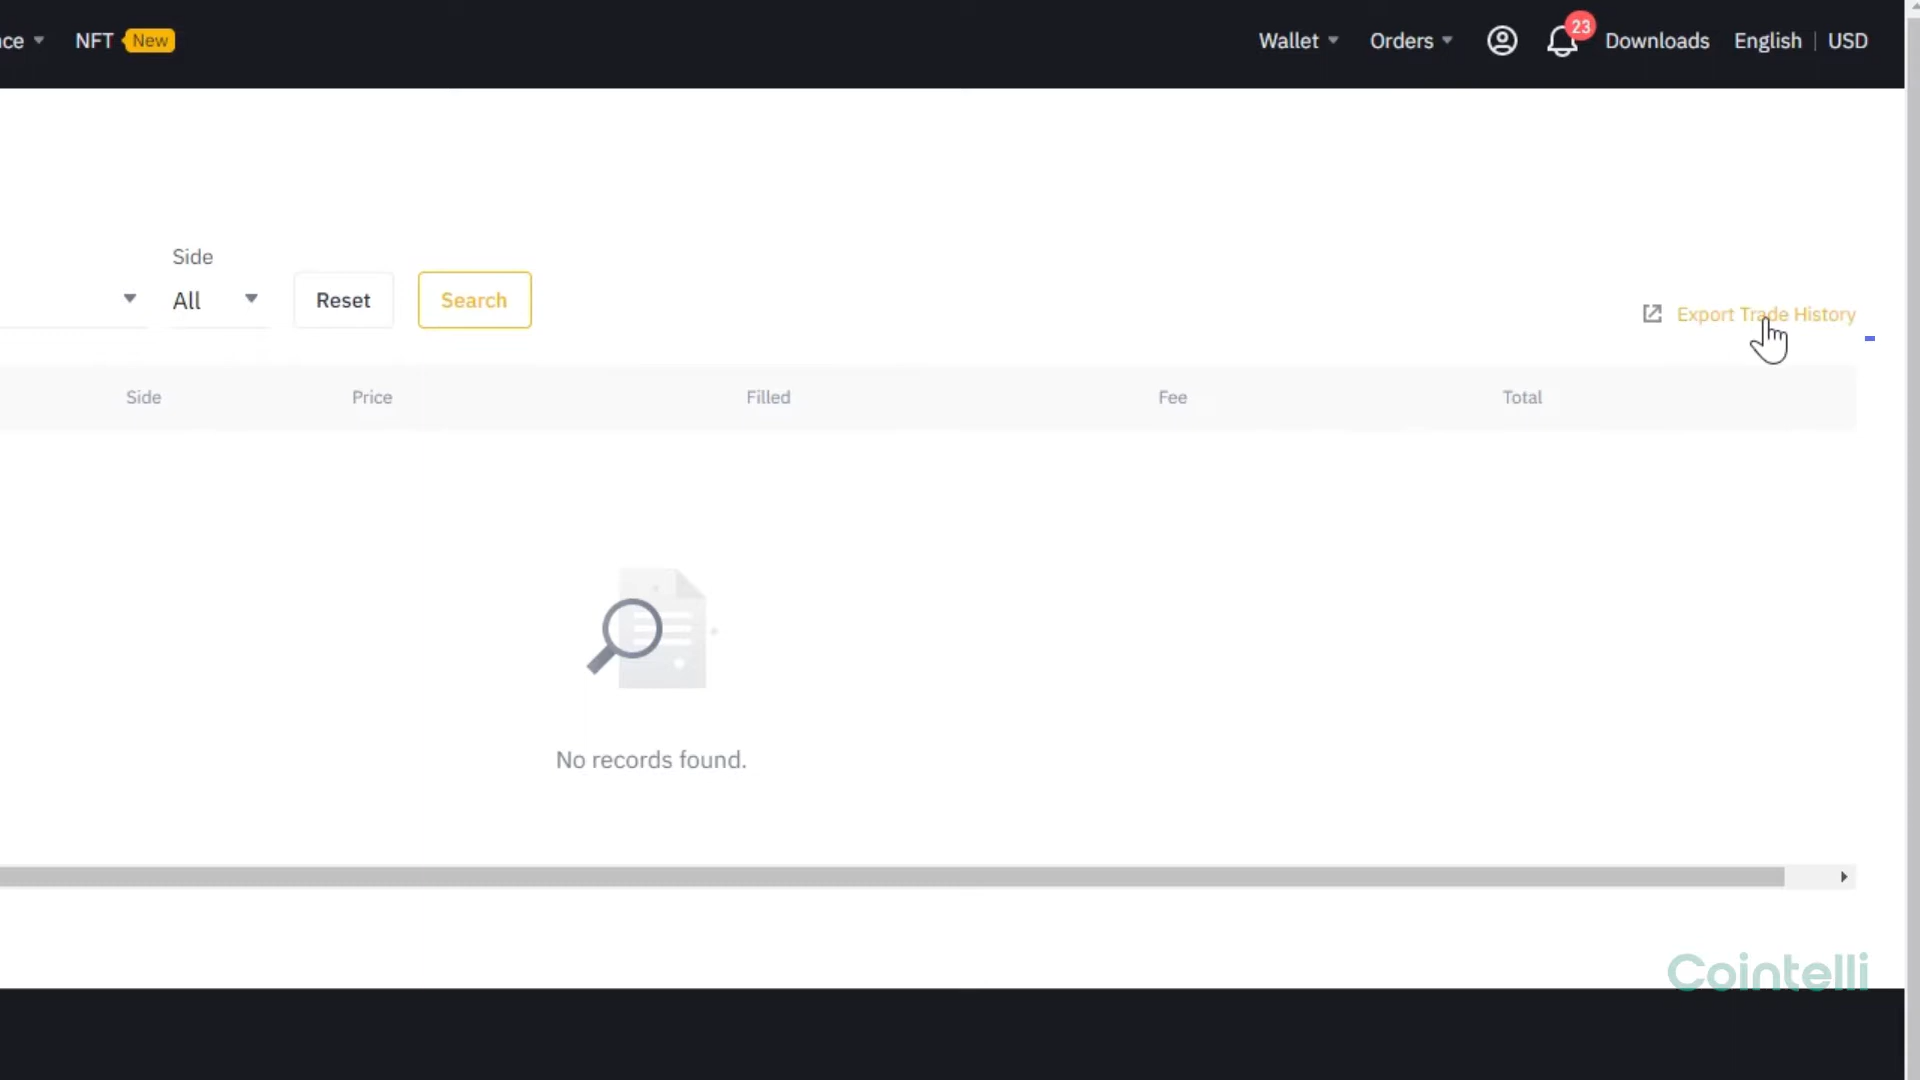 nce NFT New Wallet Orders 23 Downloads English | USD
Side
All Reset Search
Export Trade History
Side Price Filled Fee Total
No records found.
Cointelli